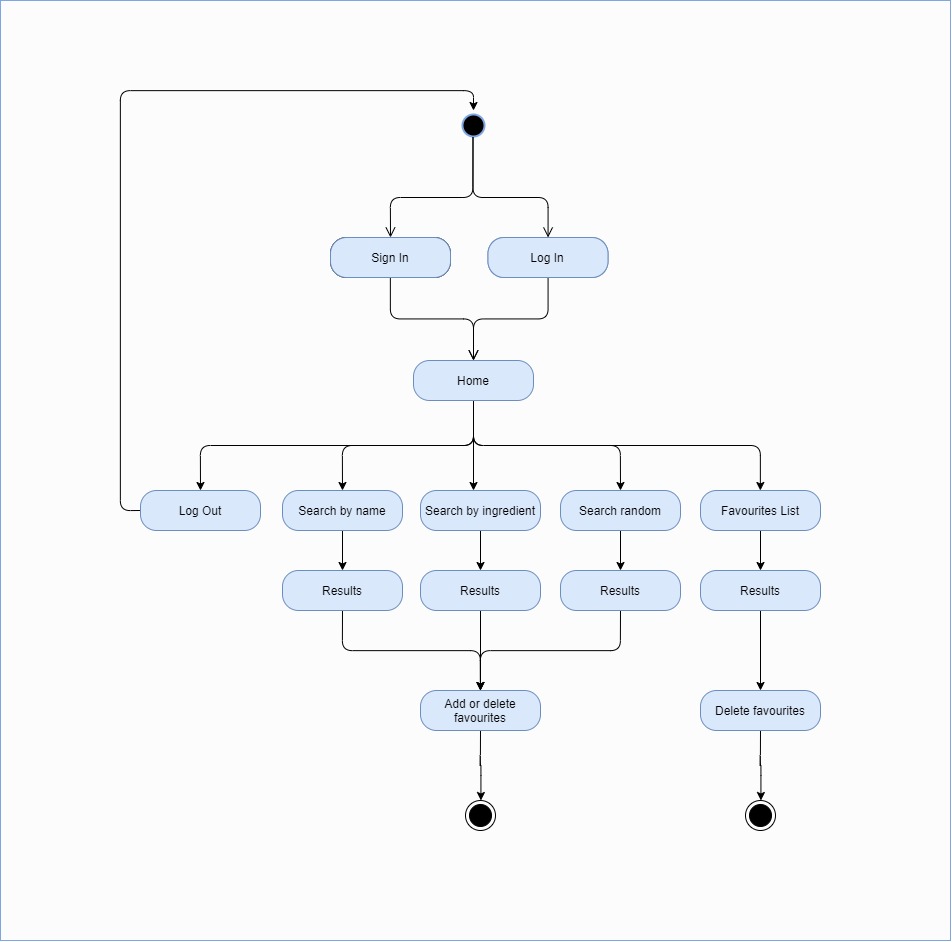 Sign In
Log In
Home
Log Out
Search by name
Search by ingredient
Search random
Favourites List
Results
Results
Results
Results
Add or delete
favourites
Delete favourites